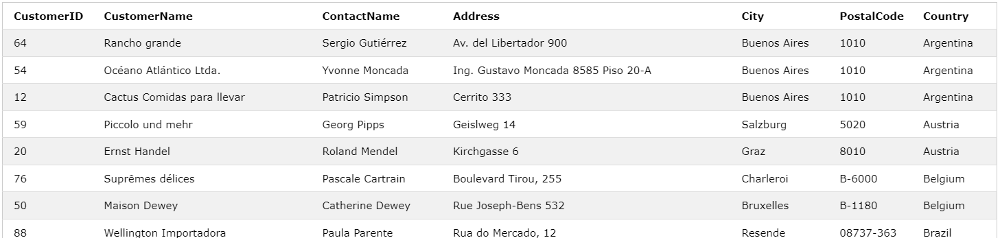 CustomerID CustomerName ContactName Address City PostalCode Country
64 Rancho grande Sergio Gutiérrez Av. del Libertador 900 Buenos Aires 1010 Argentina
54 Océano Atlántico Ltda. Yvonne Moncada Ing. Gustavo Moncada 8585 Piso 20-A Buenos Aires 1010 Argentina
12 Cactus Comidas para llevar Patricio Simpson Cerrito 333 Buenos Aires 1010 Argentina
59 Piccolo und mehr Georg Pipps Geislweg 14 Salzburg 5020 Austria
20 Ernst Handel Roland Mendel Kirchgasse 6 Graz 8010 Austria
76 Suprêmes délices Pascale Cartrain Boulevard Tirou, 255 Charleroi B-6000 Belgium
50 Maison Dewey Catherine Dewey Rue Joseph-Bens 532 Bruxelles B-1180 Belgium
88 Wellington Importadora Paula Parente Rua do Mercado, 12 Resende 08737-363 Brazil